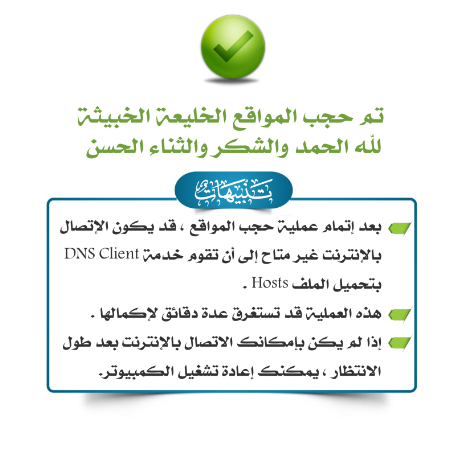 تم حجب المواقع الخليعة الخبيثة
لله الحمد والشكر والثناء الحسن
تنبيهات
بعد إتمام عملية حجب المواقع ، قد يكون الإتصال
بالإنترنت غير متاح إلى أن تقوم خدمة DNS Client
بتحميل الملف Hosts .
هذه العملية قد تستغرق عدة دقائق لإكمالها .
إذا لم يكن بإمكانك الاتصال بالإنترنت بعد طول
الانتظار ، يمكنك إعادة تشغيل الكمبيوتر.